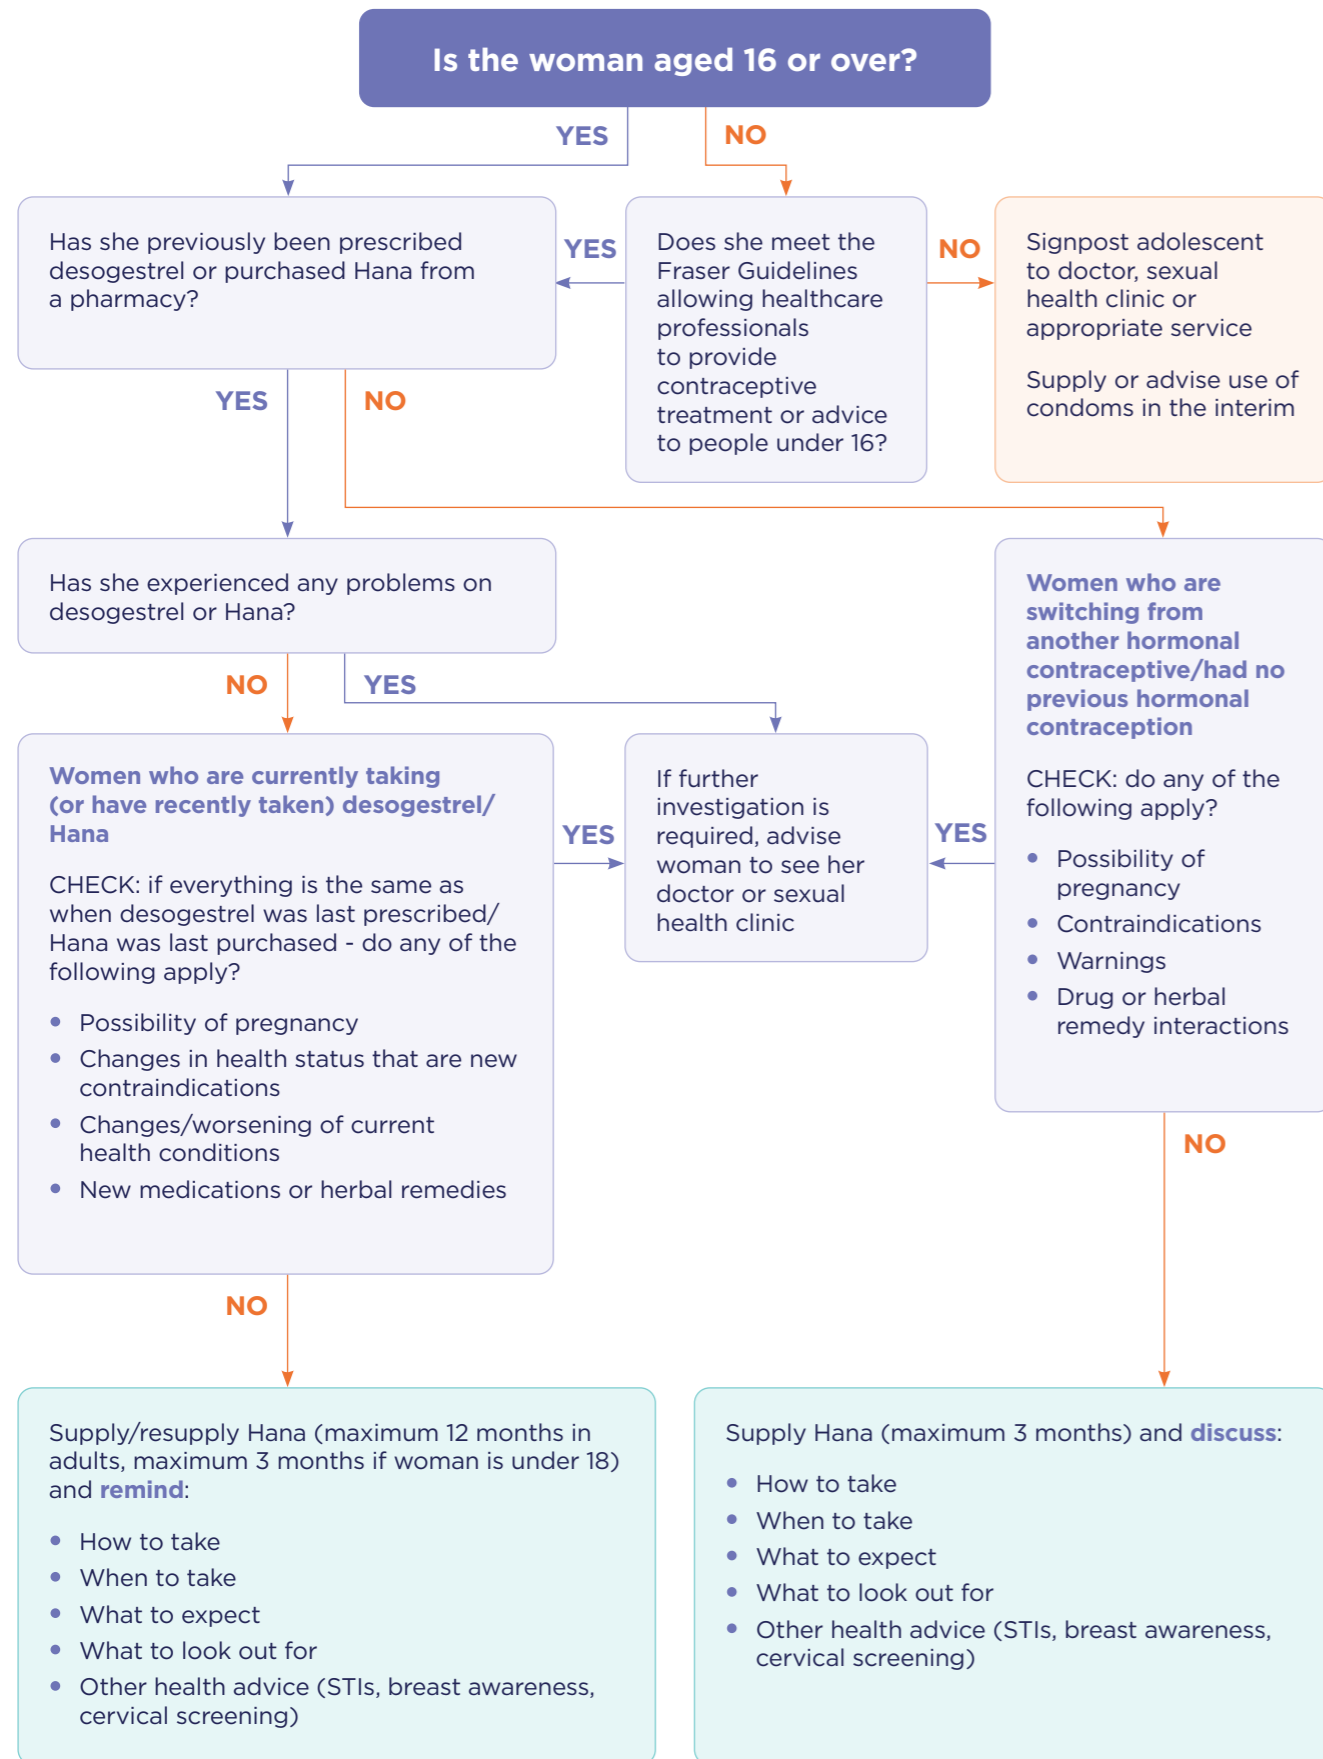 Is the woman aged 16 or over?
YES
NO
Has she previously been prescribed
desogestrel or purchased Hana from
a pharmacy?
YES
Does she meet the
Fraser Guidelines
allowing healthcare
professionals
to provide
contraceptive
treatment or advice
to people under 16?
NO
Signpost adolescent
to doctor, sexual
health clinic or
appropriate service
Supply or advise use of
condoms in the interim
YES
NO
Has she experienced any problems on
desogestrel or Hana?
NO
YES
Women who are
switching from
another hormonal
contraceptive/had no
previous hormonal
contraception
CHECK: do any of the
following apply?
• Possibility of
pregnancy
• Contraindications
• Warnings
• Drug or herbal
remedy interactions
Women who are currently taking
(or have recently taken) desogestrel/
Hana
CHECK: if everything is the same as
when desogestrel was last prescribed/
Hana was last purchased - do any of the
following apply?
• Possibility of pregnancy
• Changes in health status that are new
contraindications
• Changes/worsening of current
health conditions
• New medications or herbal remedies
YES
If further
investigation is
required, advise
woman to see her
doctor or sexual
health clinic
YES
NO
NO
Supply/resupply Hana (maximum 12 months in
adults, maximum 3 months if woman is under 18)
and remind:
• How to take
• When to take
• What to expect
• What to look out for
• Other health advice (STIs, breast awareness,
cervical screening)
Supply Hana (maximum 3 months) and discuss:
• How to take
• When to take
• What to expect
• What to look out for
• Other health advice (STIs, breast awareness,
cervical screening)